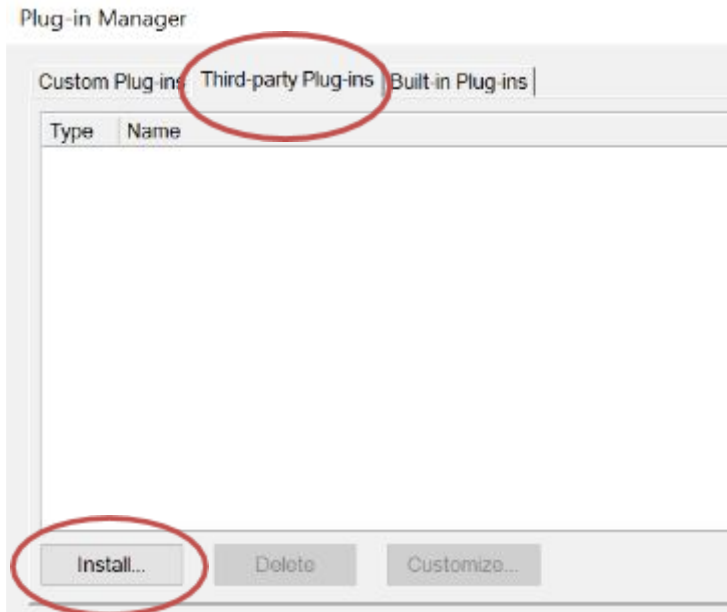 Plug-in Manager
Custom Plug-ins Third-party Plug-ins Built-in Plug-ins
Type Name
Install... Delete Customize...